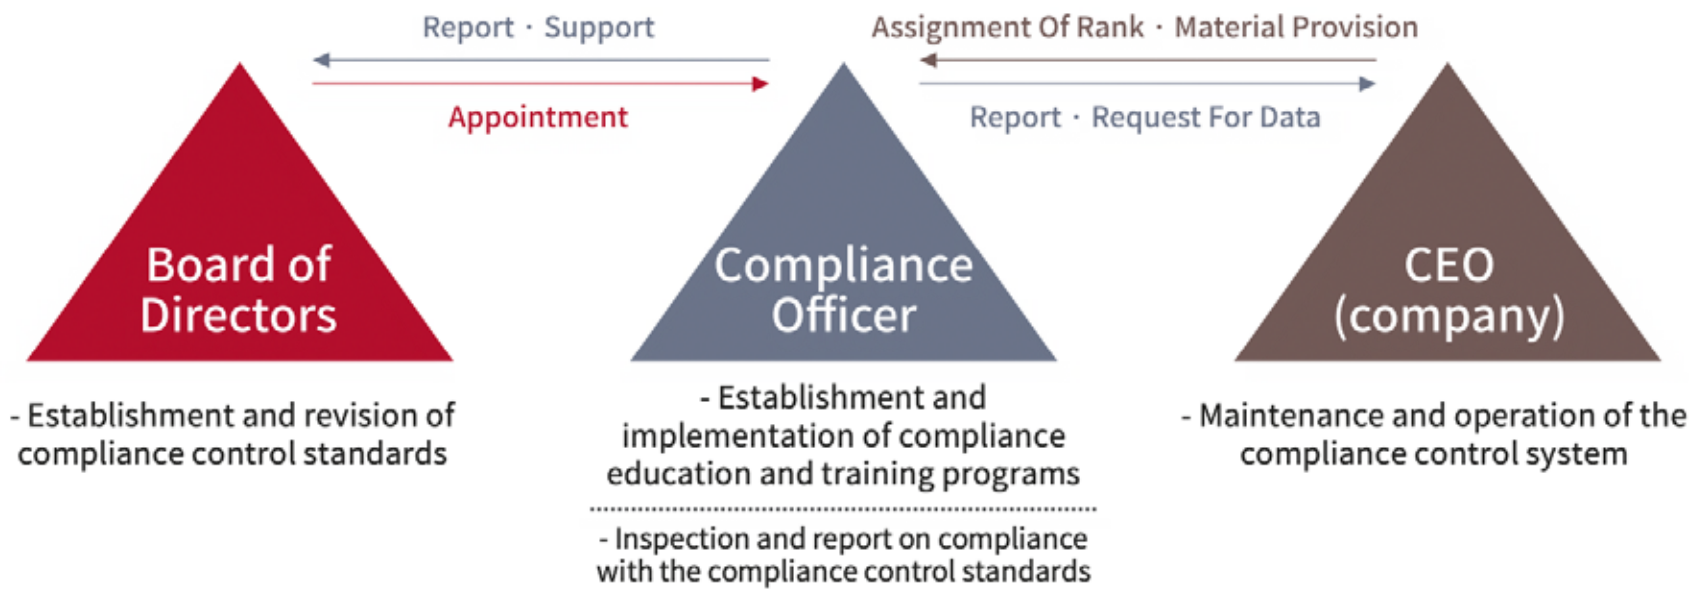 Report · Support
Assignment Of Rank · Material Provision
Appointment
Report · Request For Data
Board of
Directors
Compliance
Officer
CEO
(company)
- Establishment and revision of
compliance control standards
- Establishment and
implementation of compliance
education and training programs
- Inspection and report on compliance
with the compliance control standards
- Maintenance and operation of the
compliance control system